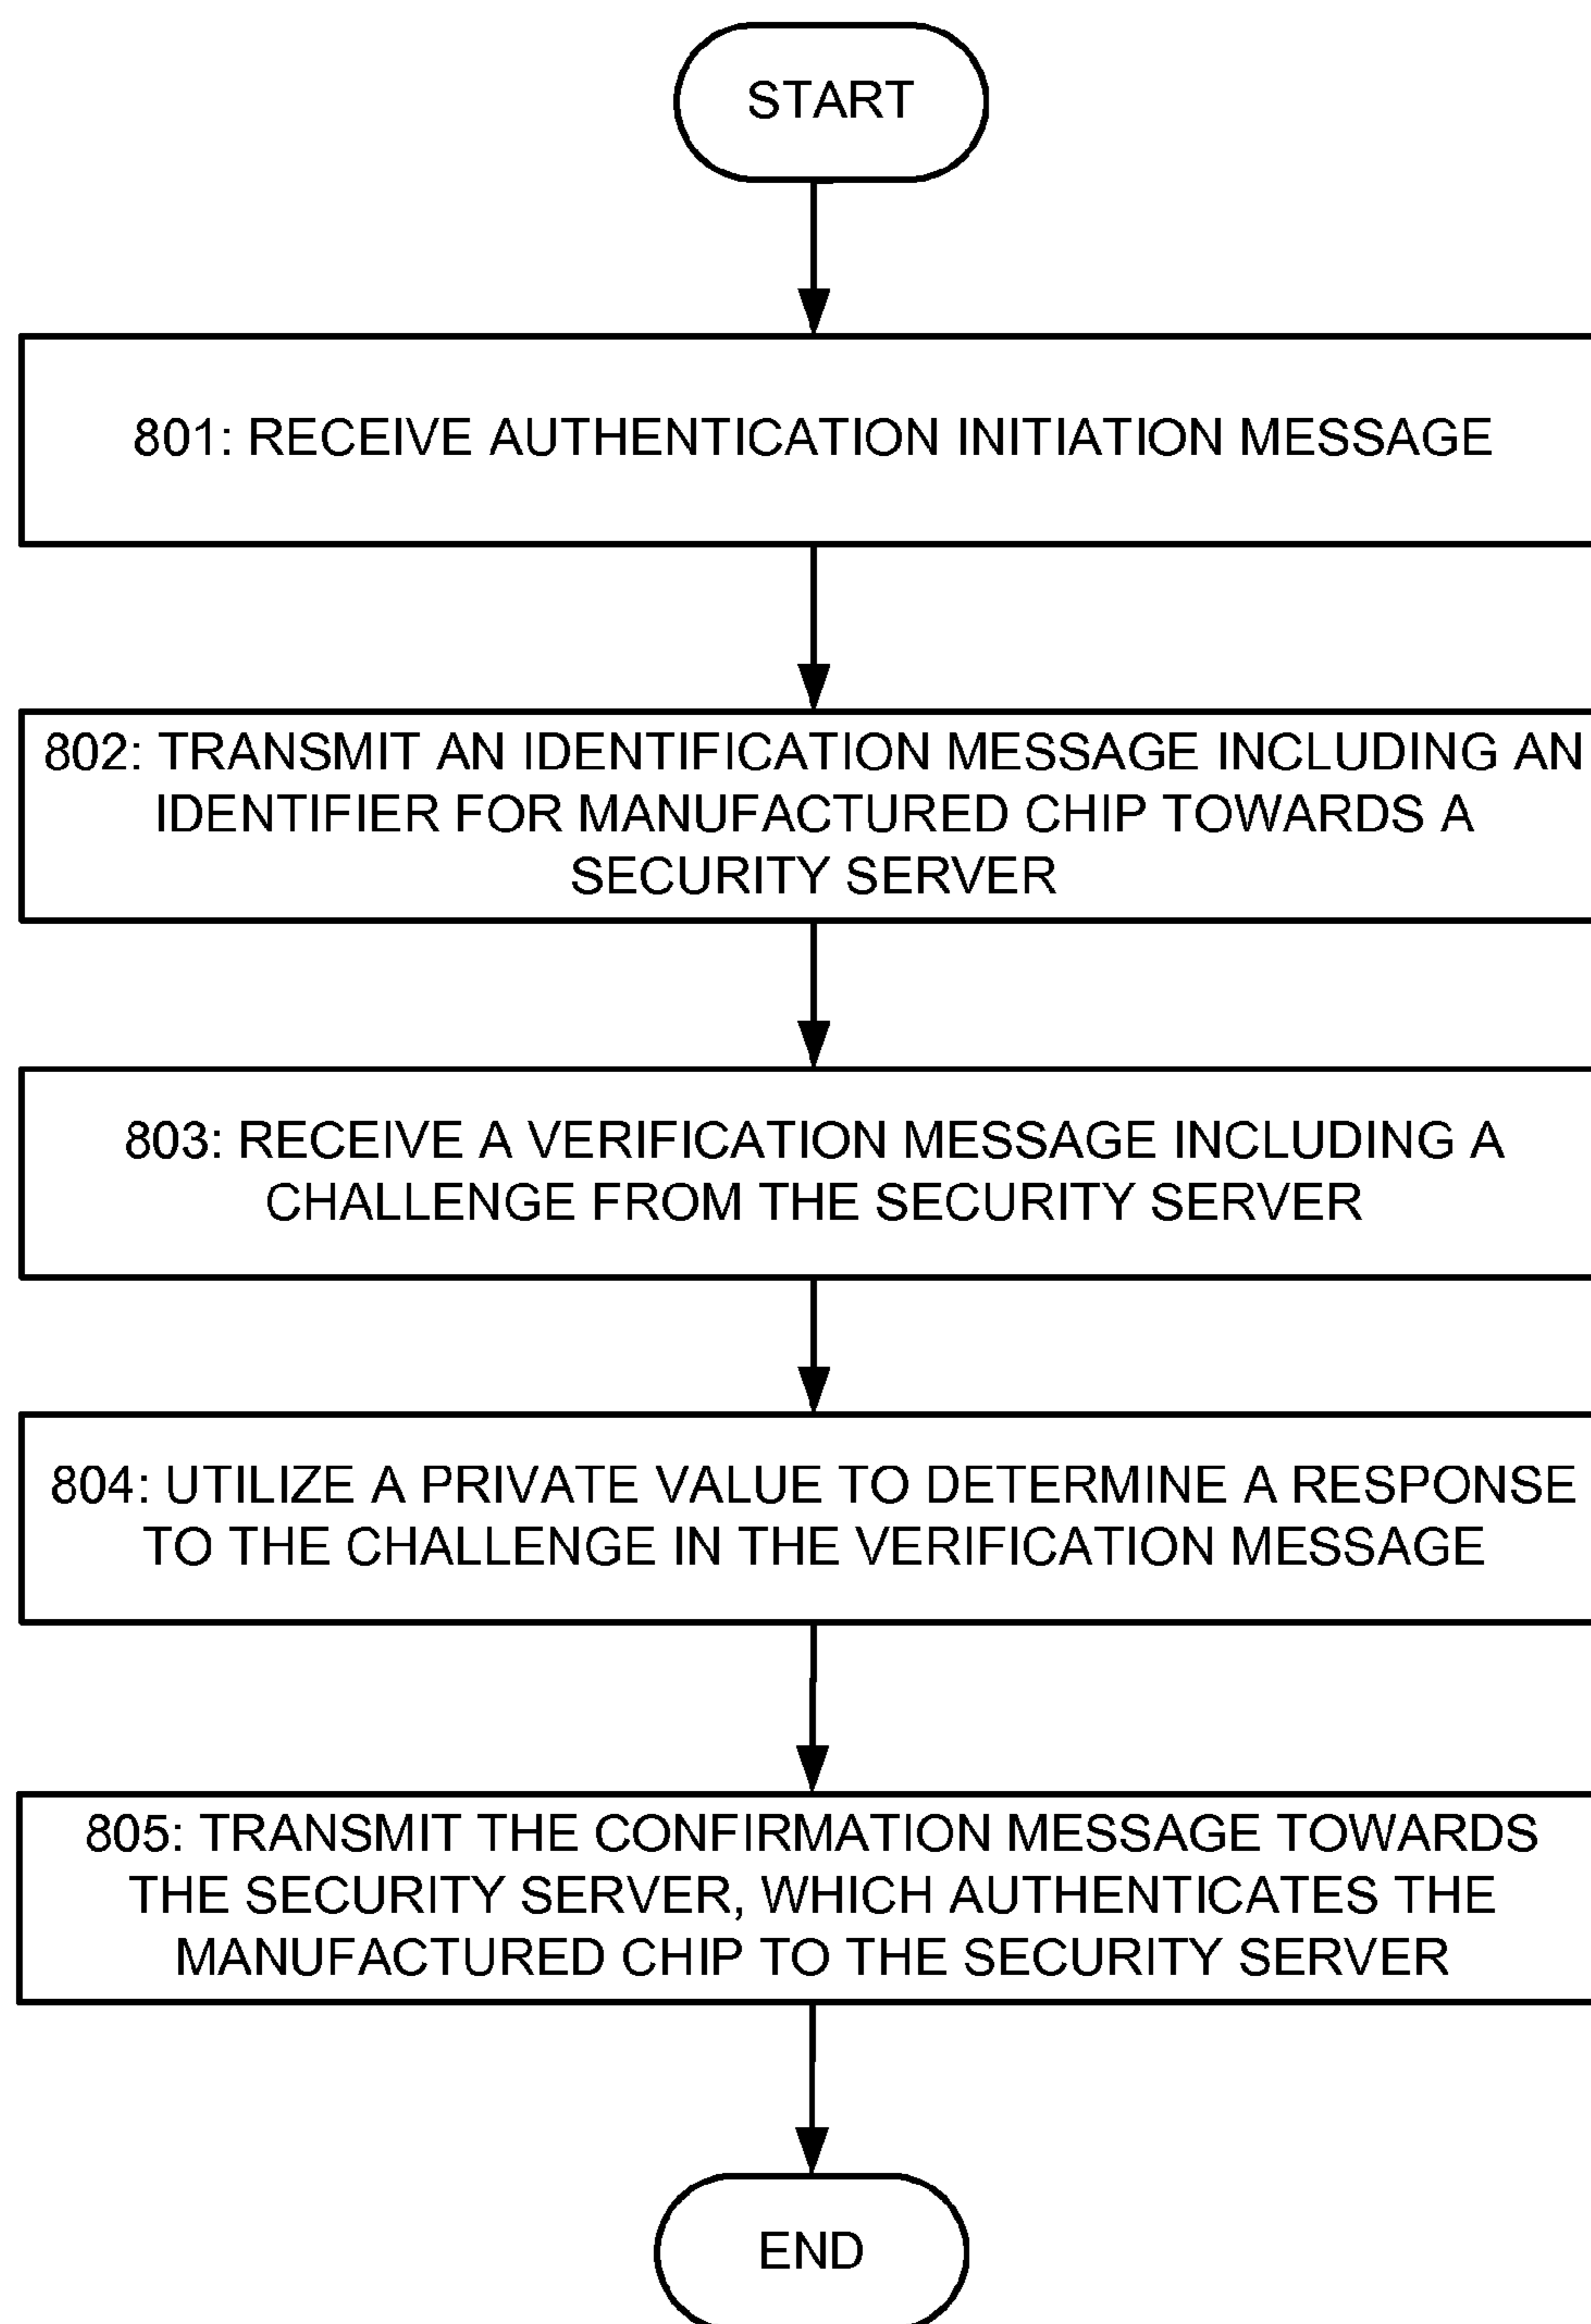 START
801: RECEIVE AUTHENTICATION INITIATION MESSAGE
802: TRANSMIT AN IDENTIFICATION MESSAGE INCLUDING AN
IDENTIFIER FOR MANUFACTURED CHIP TOWARDS A
SECURITY SERVER
803: RECEIVE A VERIFICATION MESSAGE INCLUDING A
CHALLENGE FROM THE SECURITY SERVER
804: UTILIZE A PRIVATE VALUE TO DETERMINE A RESPONSE
TO THE CHALLENGE IN THE VERIFICATION MESSAGE
805: TRANSMIT THE CONFIRMATION MESSAGE TOWARDS
THE SECURITY SERVER, WHICH AUTHENTICATES THE
MANUFACTURED CHIP TO THE SECURITY SERVER
END